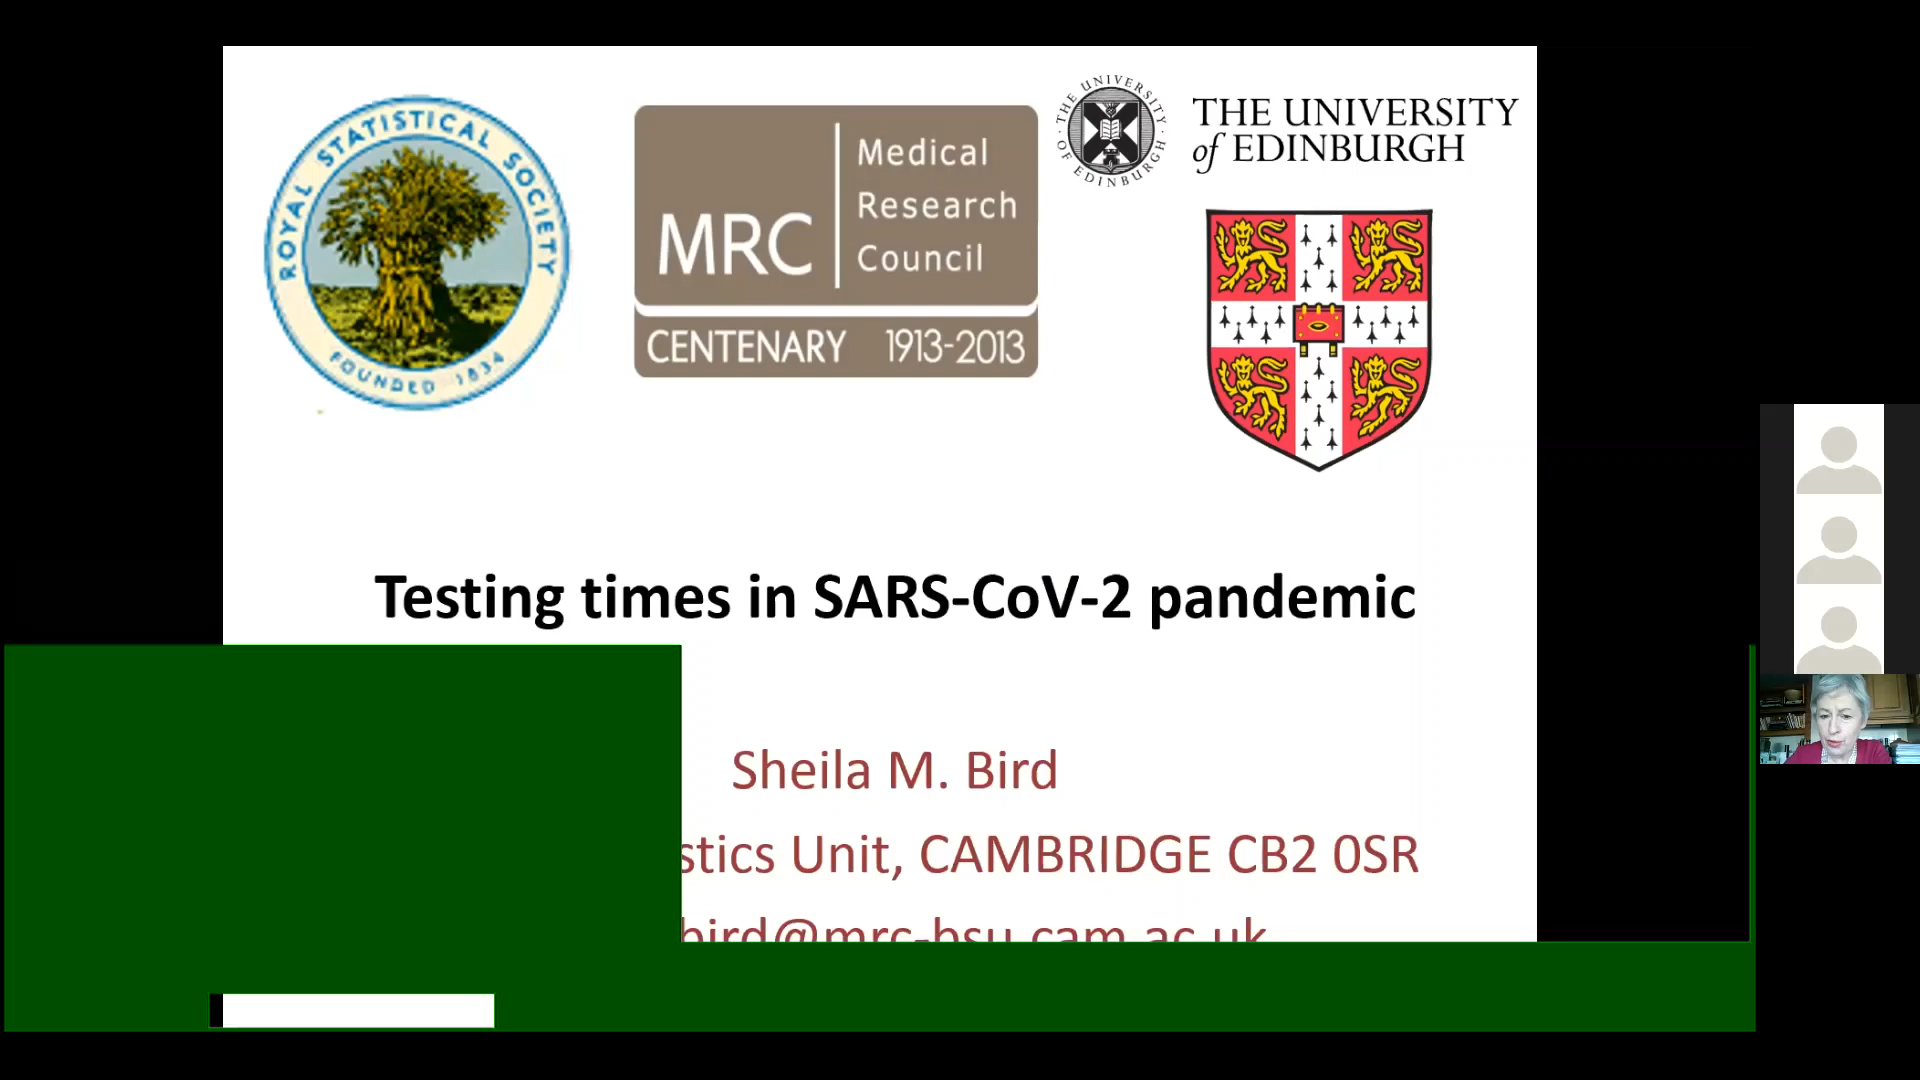 ROYAL STATISTICAL SOCIETY
FOUNDED 1834
MRC
Medical
Research
Council
CENTENARY 1913-2013
THE UNIVERSITY OF EDINBURGH
THE UNIVERSITY
of EDINBURGH
Testing times in SARS-CoV-2 pandemic
Sheila M. Bird
stics Unit, CAMBRIDGE CB2 0SR
bird@mrc-bsu.cam.ac.uk